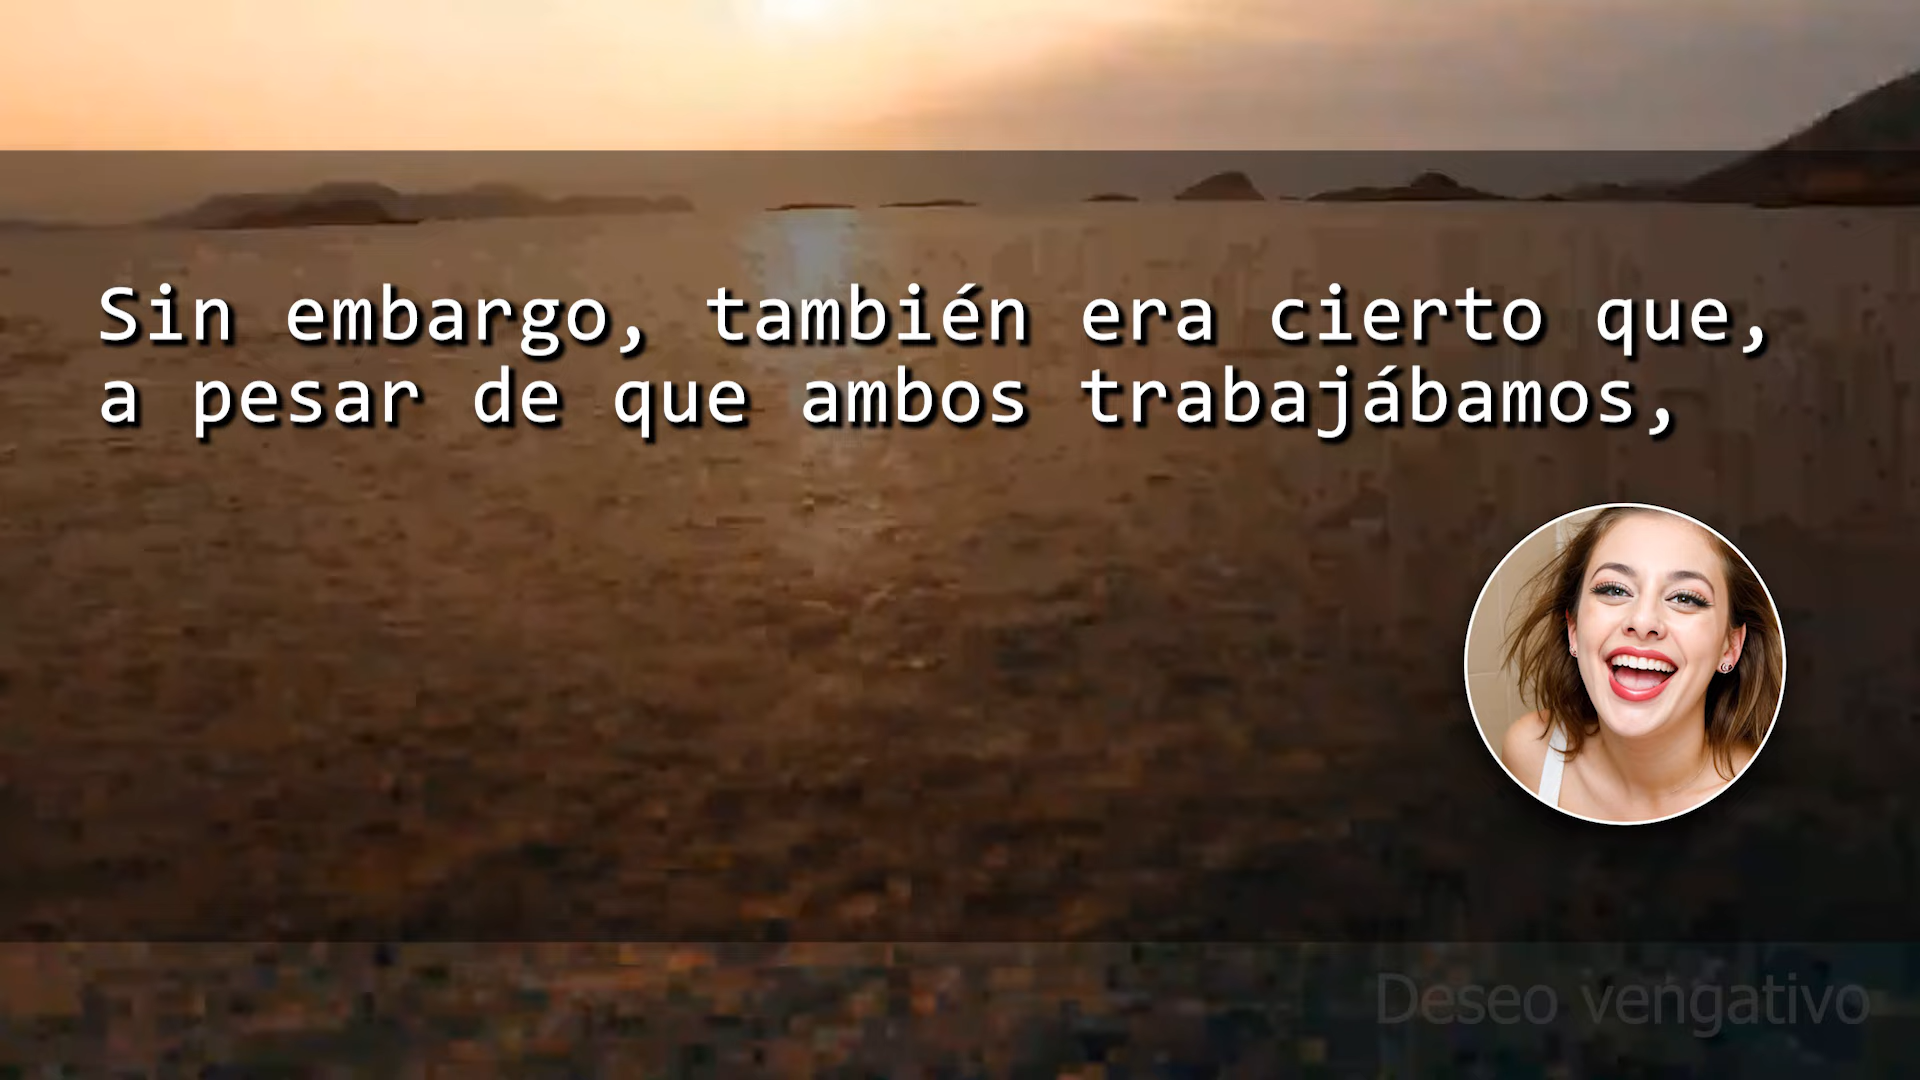 Sin embargo, también era cierto que,
a pesar de que ambos trabajábamos,
Deseo vengativo